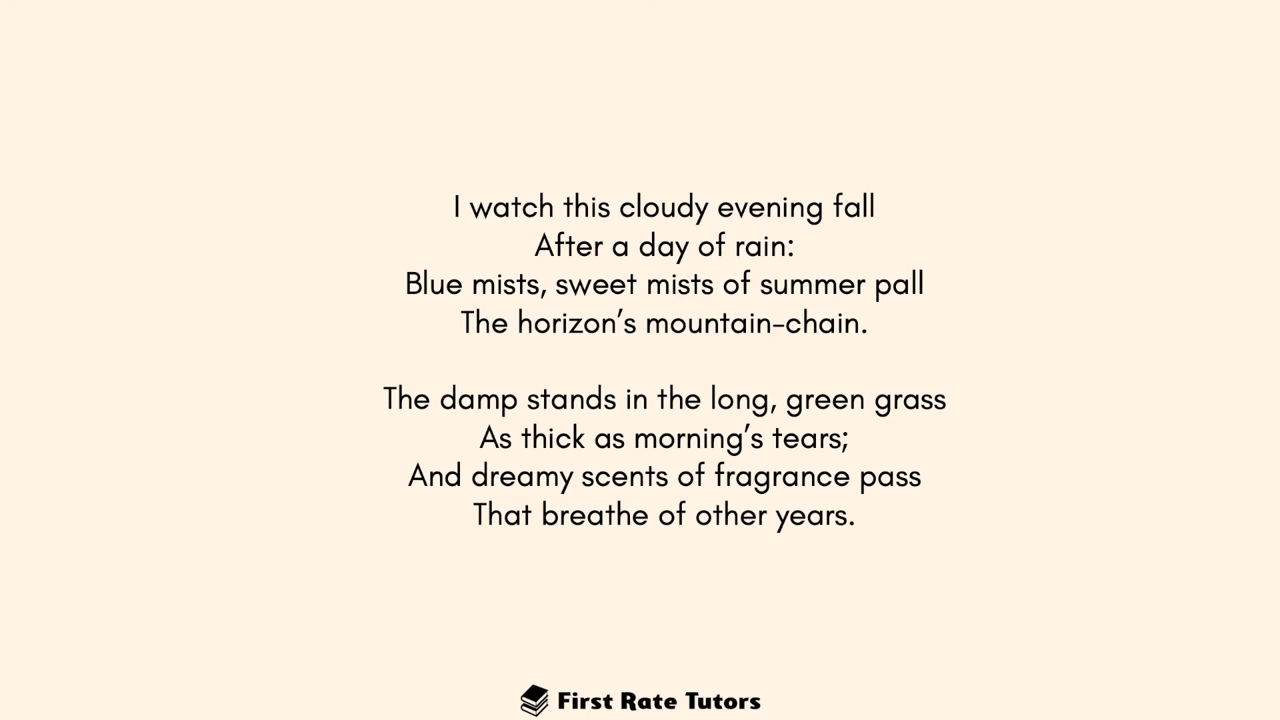 I watch this cloudy evening fall
After a day of rain:
Blue mists, sweet mists of summer pall
The horizon’s mountain-chain.
The damp stands in the long, green grass
As thick as morning’s tears;
And dreamy scents of fragrance pass
That breathe of other years.
First Rate Tutors